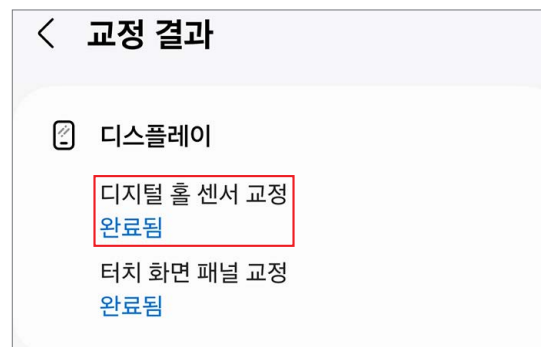 교정 결과
디스플레이
디지털 홀 센서 교정
완료됨
터치 화면 패널 교정
완료됨